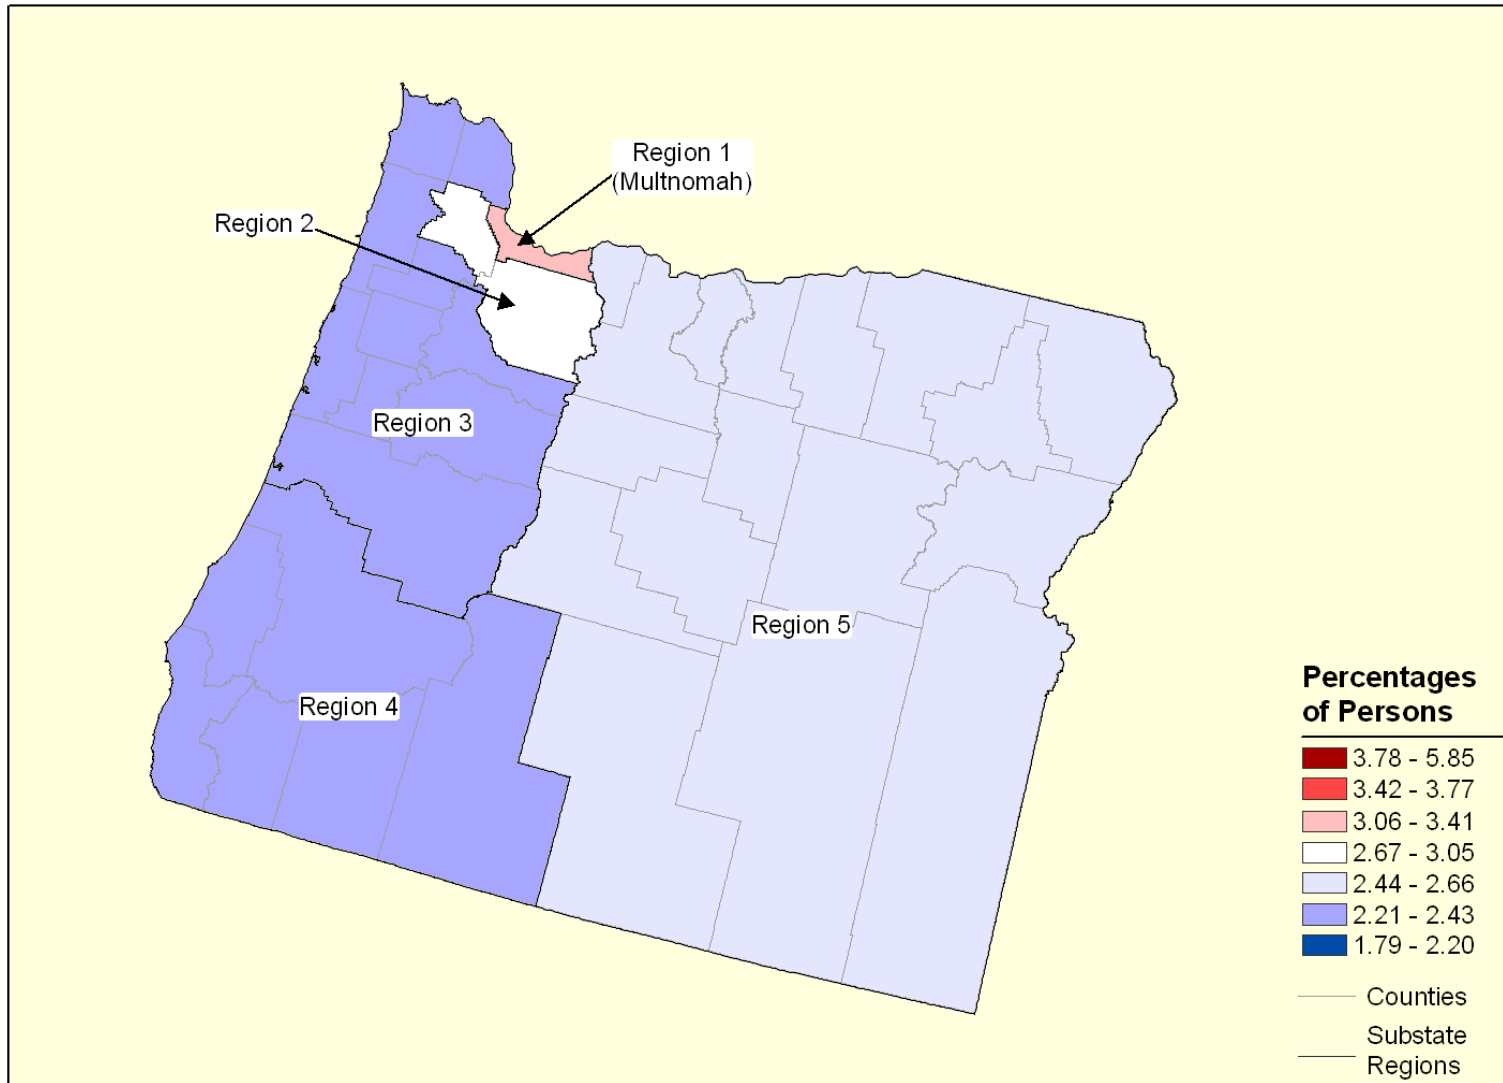 Region 1
(Multnomah)
Region 2
Region 3
Region 5
Region 4
Percentages
of Persons
3.78 - 5.85
3.42 - 3.77
3.06 - 3.41
2.67 - 3.05
2.44 - 2.66
2.21 - 2.43
1.79 - 2.20
Counties
Substate
Regions